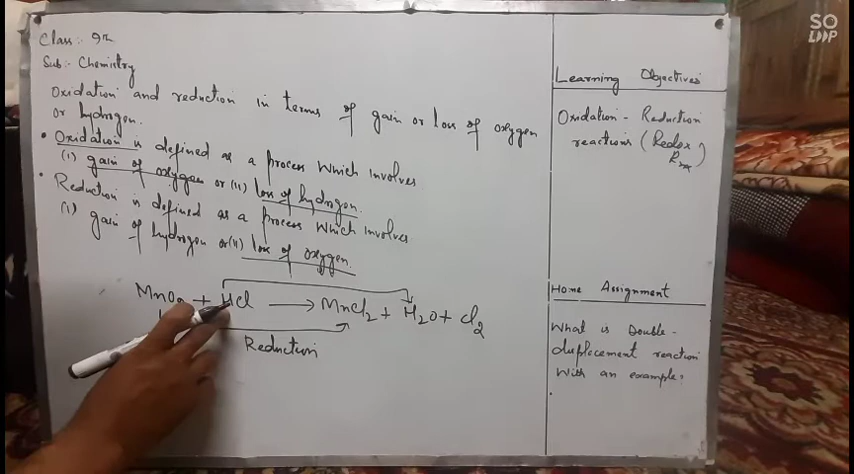 Class:- 9th
Sub:- Chemistry
Oxidation and reduction in terms of gain or loss of oxygen
or hydrogen.
• Oxidation is defined as a process which involves
(i) gain of oxygen or (ii) loss of hydrogen.
• Reduction is defined as a process which involves
(i) gain of hydrogen or (ii) loss of oxygen.
MnO₂ + HCl → MnCl₂ + H₂O + Cl₂
Reduction
Learning Objectives
Oxidation - Reduction
reactions (Redox
Rxn)
Home Assignment
What is Double-
displacement reaction
with an example?
SO
LOOP